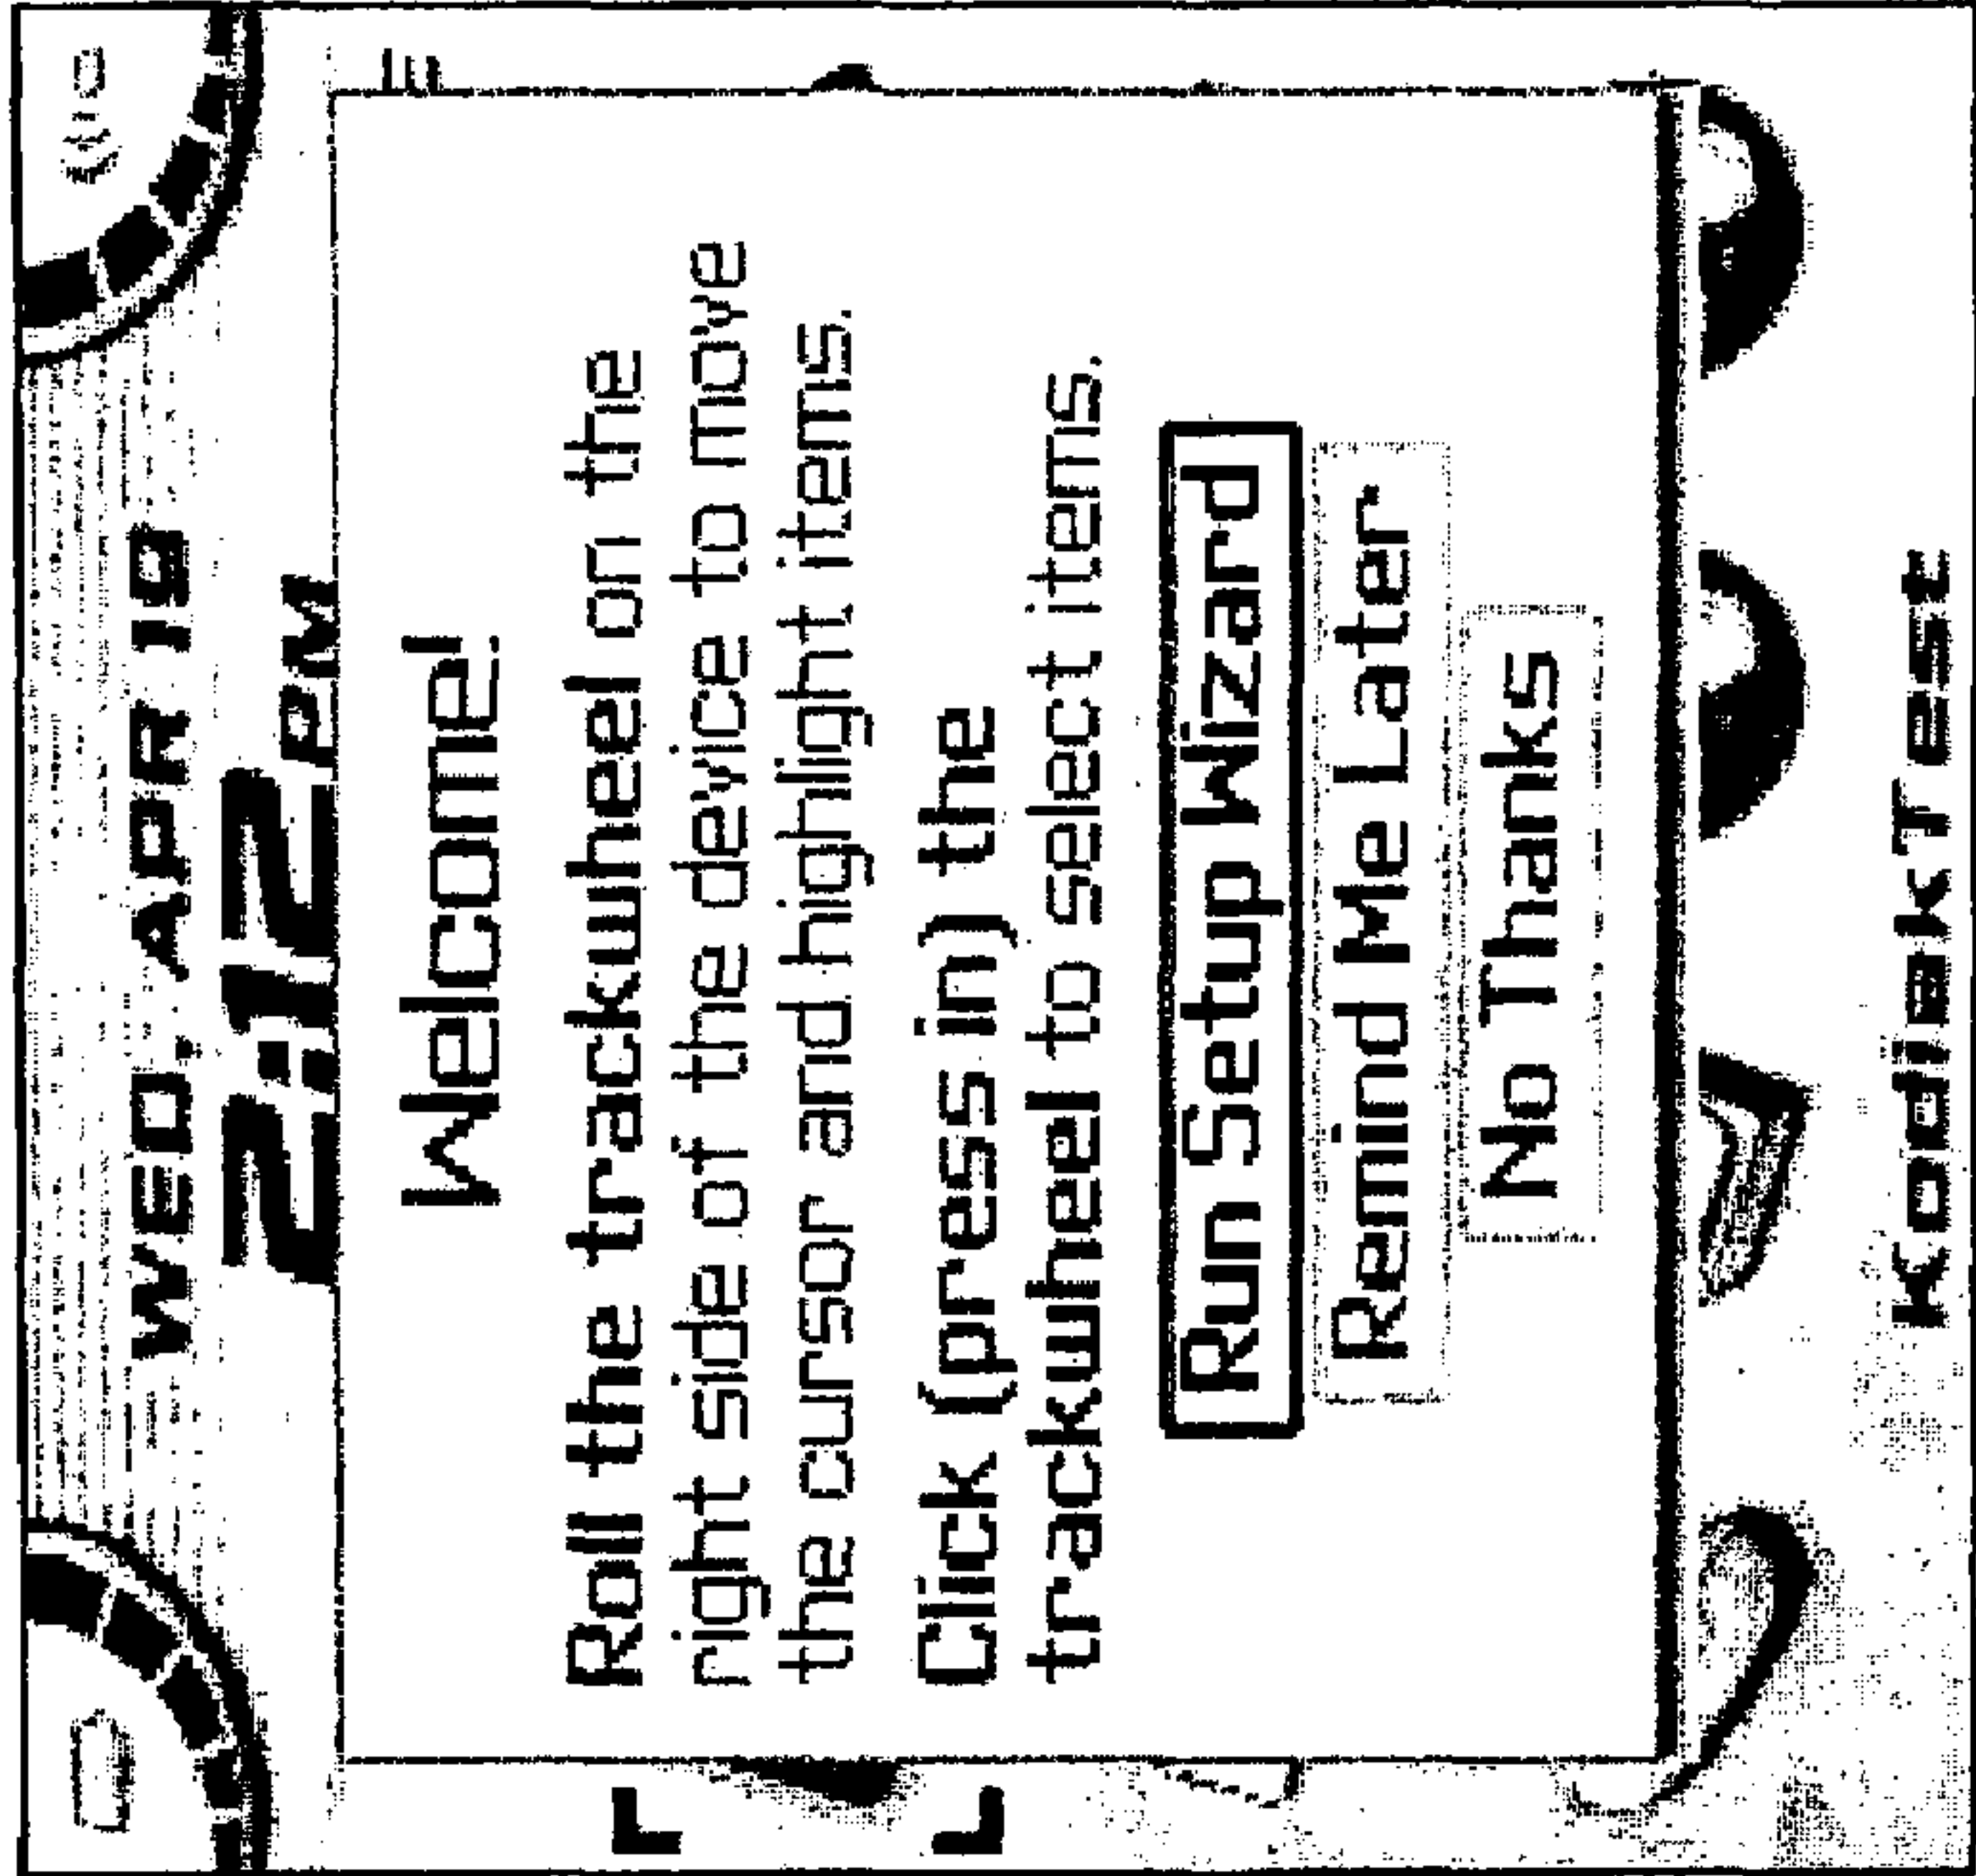 WED, APR 19
2:12 PM
Welcome!
Roll the trackwheel on the
right side of the device to move
the cursor and highlight items.
Click (press in) the
trackwheel to select items.
Run Setup Wizard
Remind Me Later
No Thanks
KodiakTest